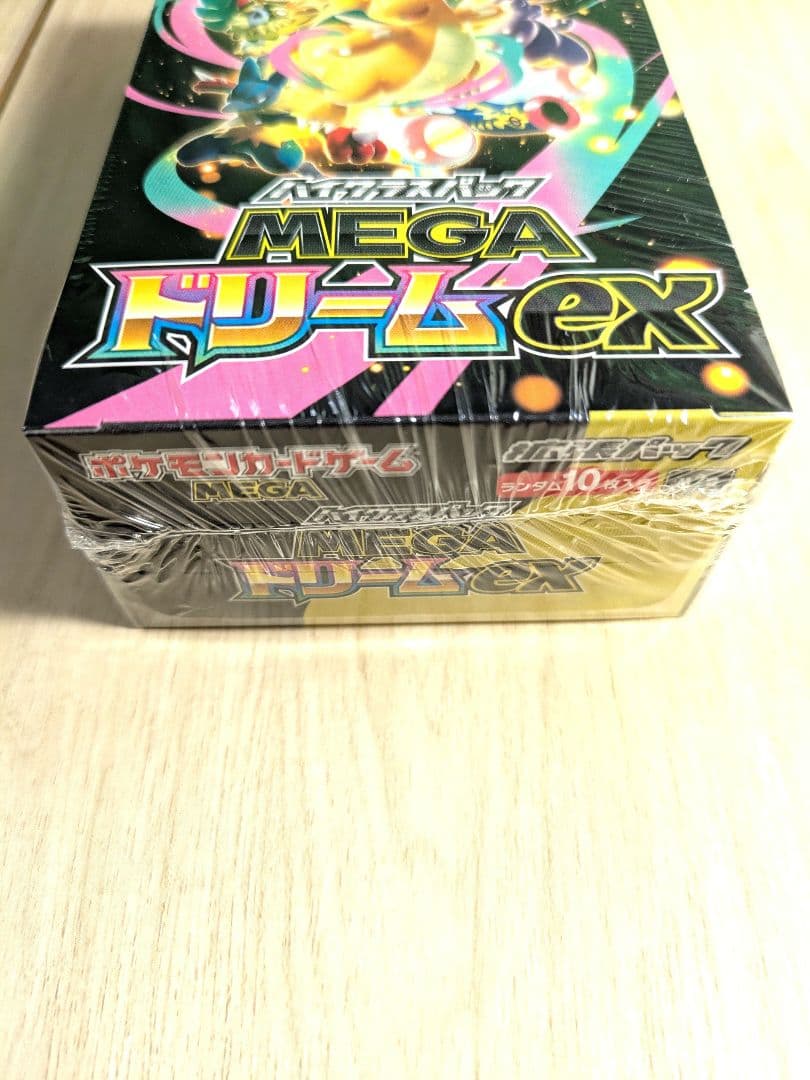 ハイクラスパック
MEGA
ドリームex
ポケモンカードゲーム
MEGA
拡張パック
ランダム10枚入り
ハイクラスパック
MEGA
ドリームex